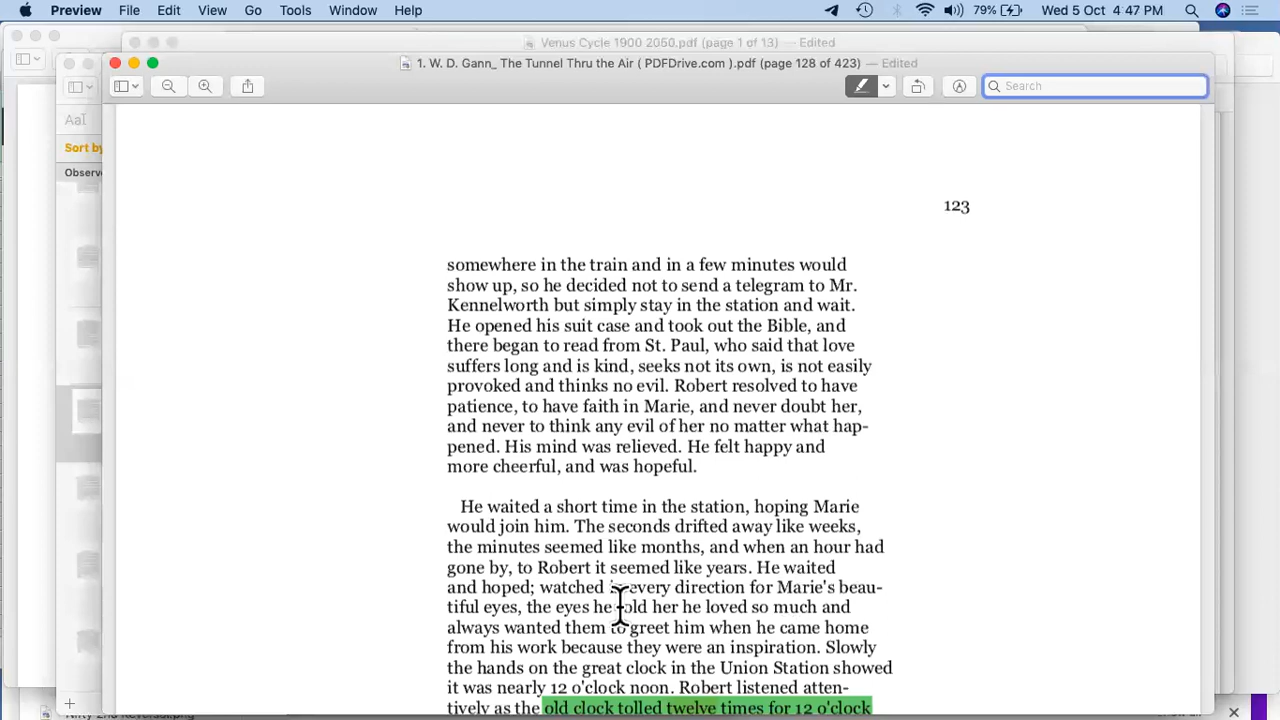 Preview File Edit View Go Tools Window Help 79% Wed 5 Oct 4:47 PM
Venus Cycle 1900 2050.pdf (page 1 of 13) — Edited
1. W. D. Gann_ The Tunnel Thru the Air ( PDFDrive.com ).pdf (page 128 of 423) — Edited
Search
AaI
Sort by
Observe
123
somewhere in the train and in a few minutes would
show up, so he decided not to send a telegram to Mr.
Kennelworth but simply stay in the station and wait.
He opened his suit case and took out the Bible, and
there began to read from St. Paul, who said that love
suffers long and is kind, seeks not its own, is not easily
provoked and thinks no evil. Robert resolved to have
patience, to have faith in Marie, and never doubt her,
and never to think any evil of her no matter what hap-
pened. His mind was relieved. He felt happy and
more cheerful, and was hopeful.
He waited a short time in the station, hoping Marie
would join him. The seconds drifted away like weeks,
the minutes seemed like months, and when an hour had
gone by, to Robert it seemed like years. He waited
and hoped; watched in every direction for Marie's beau-
tiful eyes, the eyes he told her he loved so much and
always wanted them to greet him when he came home
from his work because they were an inspiration. Slowly
the hands on the great clock in the Union Station showed
it was nearly 12 o'clock noon. Robert listened atten-
tively as the old clock tolled twelve times for 12 o'clock
Nifty 2nd Reversal.png